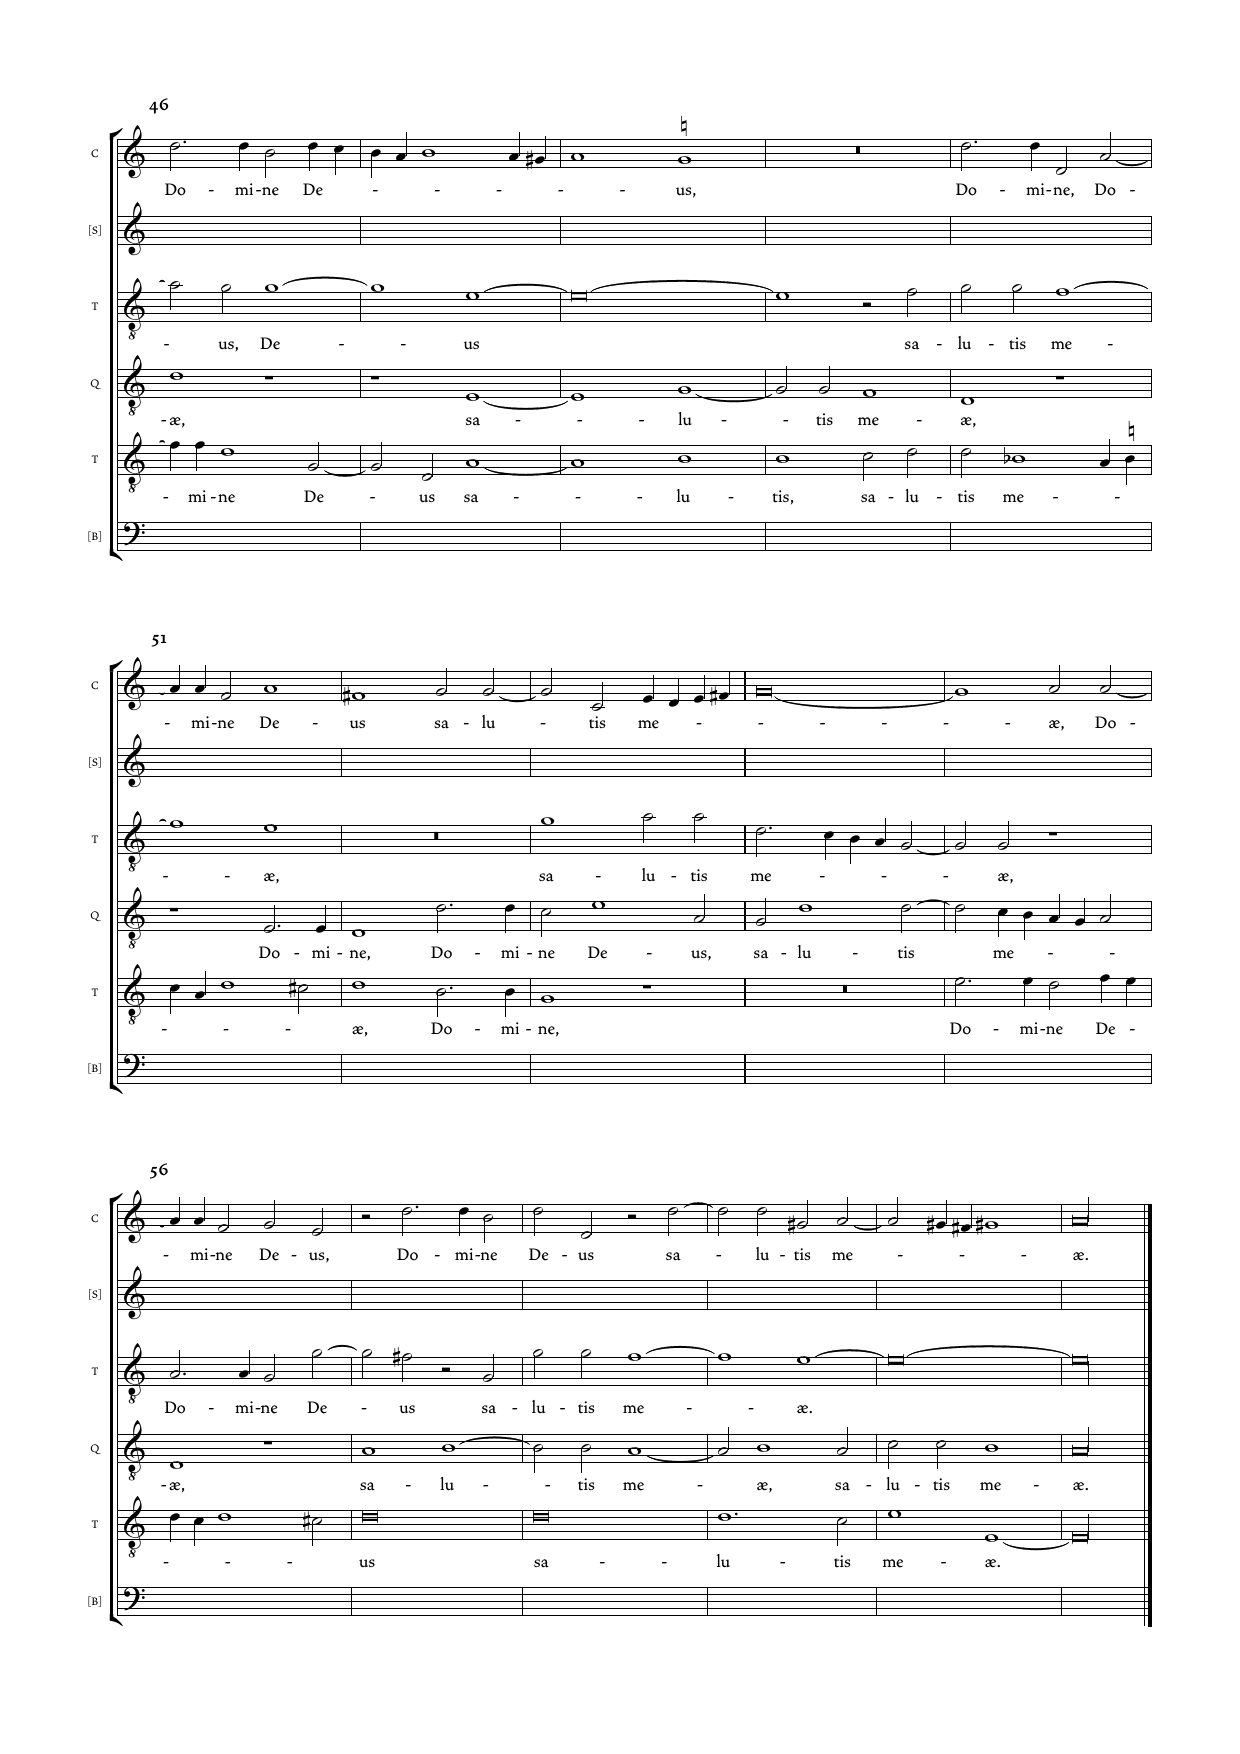 46
C
Do - mi-ne De - - - - - us, Do - mi-ne, Do -
[S]
T
- us, De - - us sa - lu - tis me -
Q
-æ, sa - - - lu - - tis me - æ,
T
- mi-ne De - us sa - - - lu - tis, sa - lu - tis me - -
[B]
51
C
- mi-ne De - us sa - lu - tis me - - - - - - æ, Do -
[S]
T
- - æ, sa - lu - tis me - - - - æ,
Q
Do - mi - ne, Do - mi - ne De - us, sa - lu - tis me - - -
T
- - - æ, Do - mi - ne, Do - mi-ne De -
[B]
56
C
- mi-ne De - us, Do - mi-ne De - us sa - lu - tis me - - - - æ.
[S]
T
Do - mi-ne De - us sa - lu - tis me - - æ.
Q
-æ, sa - lu - - tis me - æ, sa - lu - tis me - æ.
T
- - - us sa - - lu - tis me - æ.
[B]